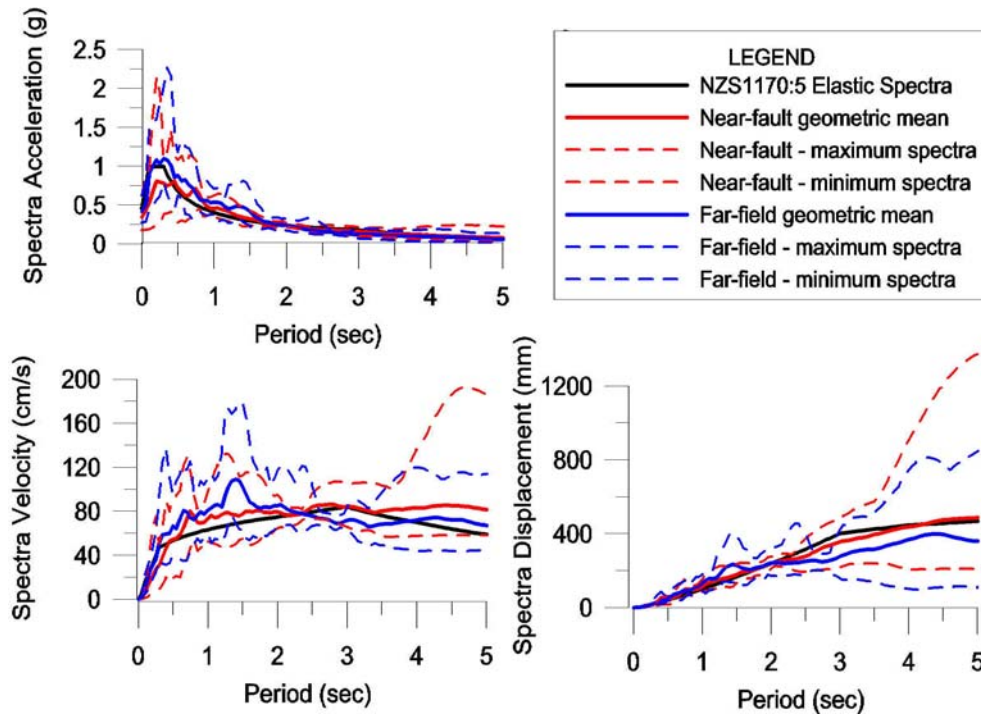 Spectra Acceleration (g)
2.5
2
1.5
1
0.5
0
0 1 2 3 4 5
Period (sec)
LEGEND
NZS1170:5 Elastic Spectra
Near-fault geometric mean
Near-fault - maximum spectra
Near-fault - minimum spectra
Far-field geometric mean
Far-field - maximum spectra
Far-field - minimum spectra
Spectra Velocity (cm/s)
200
160
120
80
40
0
0 1 2 3 4 5
Period (sec)
Spectra Displacement (mm)
1200
800
400
0
0 1 2 3 4 5
Period (sec)